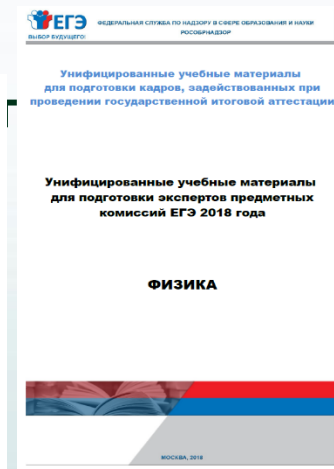 ЕГЭ
ВЫБОР БУДУЩЕГО!
ФЕДЕРАЛЬНАЯ СЛУЖБА ПО НАДЗОРУ В СФЕРЕ ОБРАЗОВАНИЯ И НАУКИ
РОСОБРНАДЗОР
Унифицированные учебные материалы
для подготовки кадров, задействованных при
проведении государственной итоговой аттестации
Унифицированные учебные материалы
для подготовки экспертов предметных
комиссий ЕГЭ 2018 года
ФИЗИКА
МОСКВА, 2018